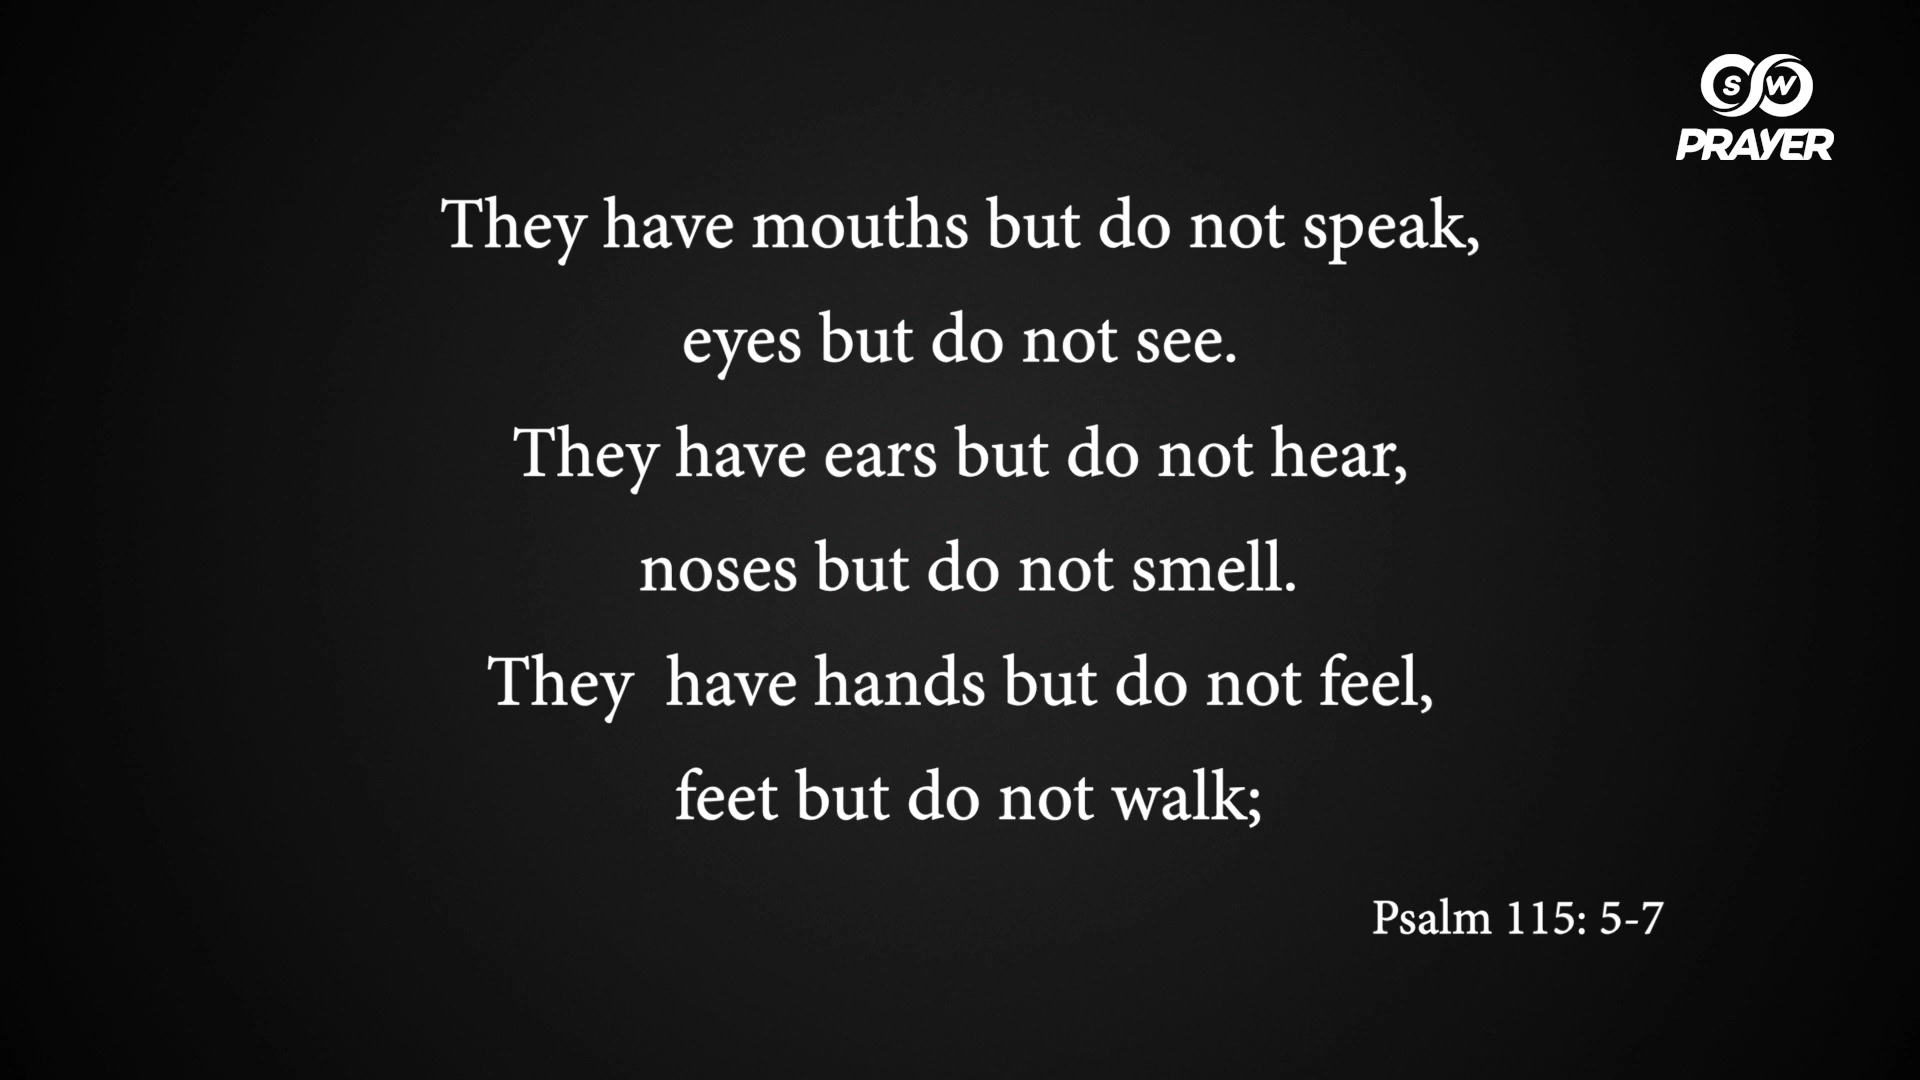 SW
PRAYER
They have mouths but do not speak,
eyes but do not see.
They have ears but do not hear,
noses but do not smell.
They  have hands but do not feel,
feet but do not walk;
Psalm 115: 5-7